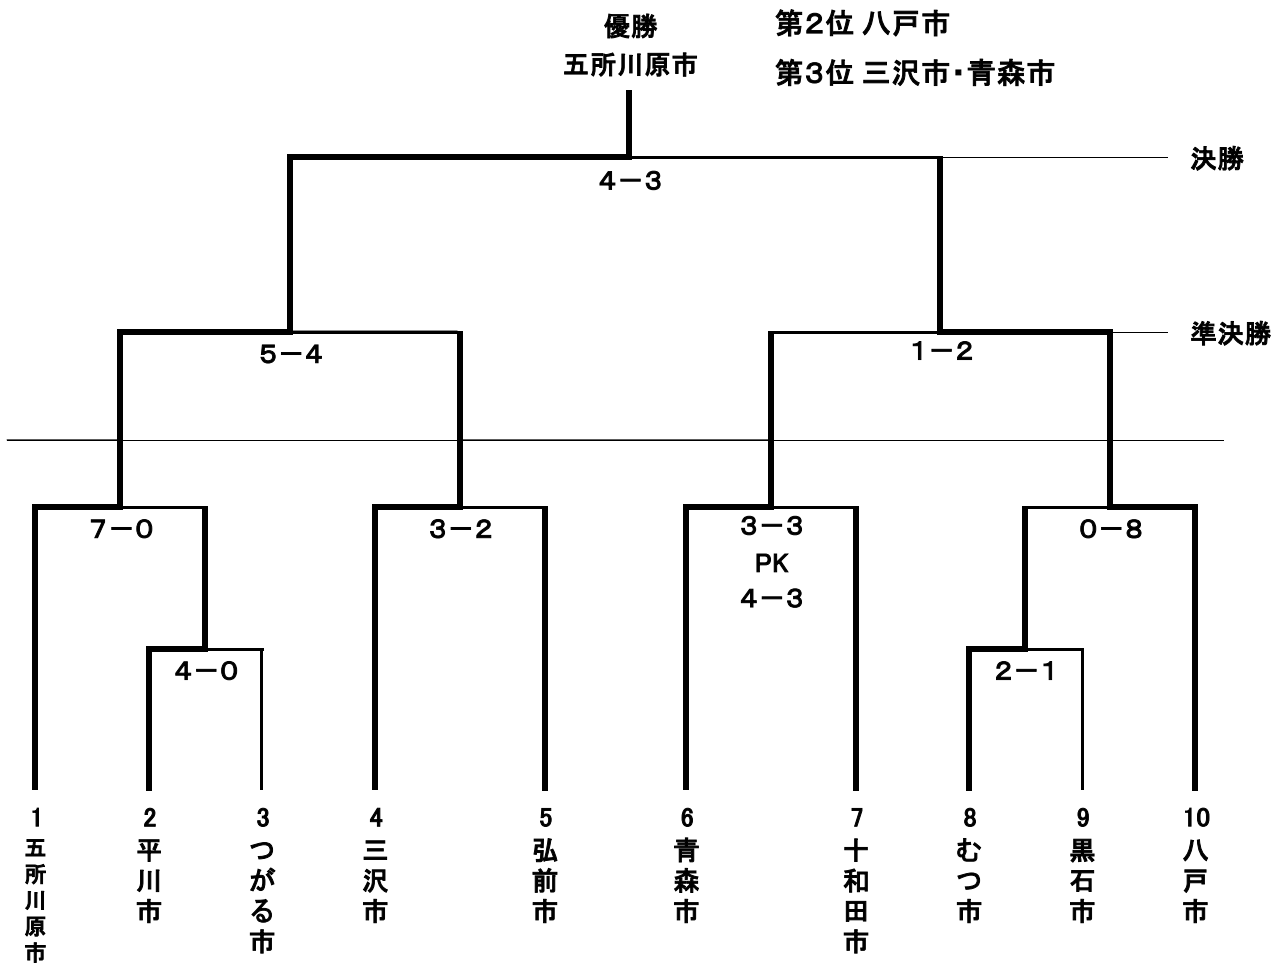 優勝
五所川原市
第2位 八戸市
第3位 三沢市・青森市
決勝
4－3
準決勝
5－4
1－2
7－0
3－2
3－3
PK
4－3
0－8
4－0
2－1
1
五所川原市
2
平川市
3
つがる市
4
三沢市
5
弘前市
6
青森市
7
十和田市
8
むつ市
9
黒石市
10
八戸市